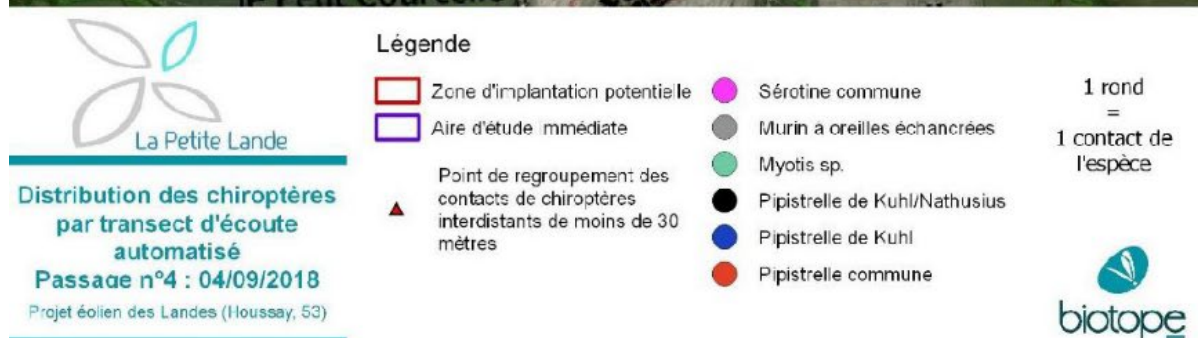 Légende
Zone d'implantation potentielle
Aire d'étude immédiate
Point de regroupement des
contacts de chiroptères
interdistants de moins de 30
mètres
Sérotine commune
Murin à oreilles échancrées
Myotis sp.
Pipistrelle de Kuhl/Nathusius
Pipistrelle de Kuhl
Pipistrelle commune
1 rond
=
1 contact de
l'espèce
La Petite Lande
Distribution des chiroptères
par transect d'écoute
automatisé
Passage n°4 : 04/09/2018
Projet éolien des Landes (Houssay, 53)
biotope